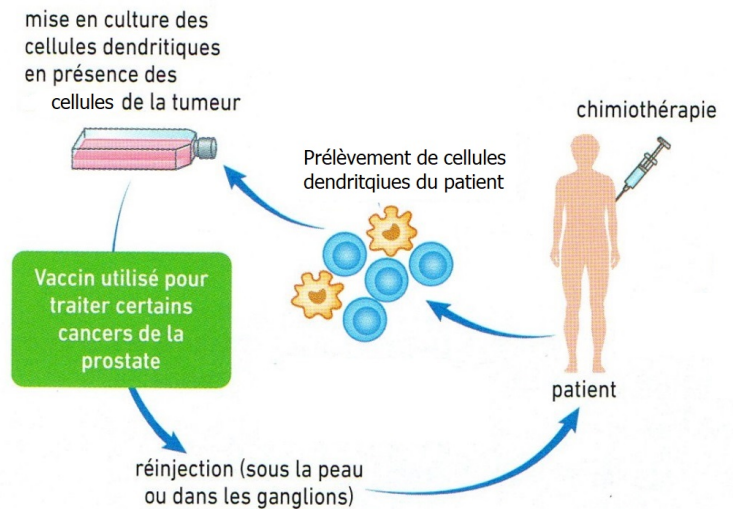 mise en culture des
cellules dendritiques
en présence des
cellules de la tumeur
chimiothérapie
Prélèvement de cellules
dendritqiues du patient
Vaccin utilisé pour
traiter certains
cancers de la
prostate
patient
réinjection (sous la peau
ou dans les ganglions)